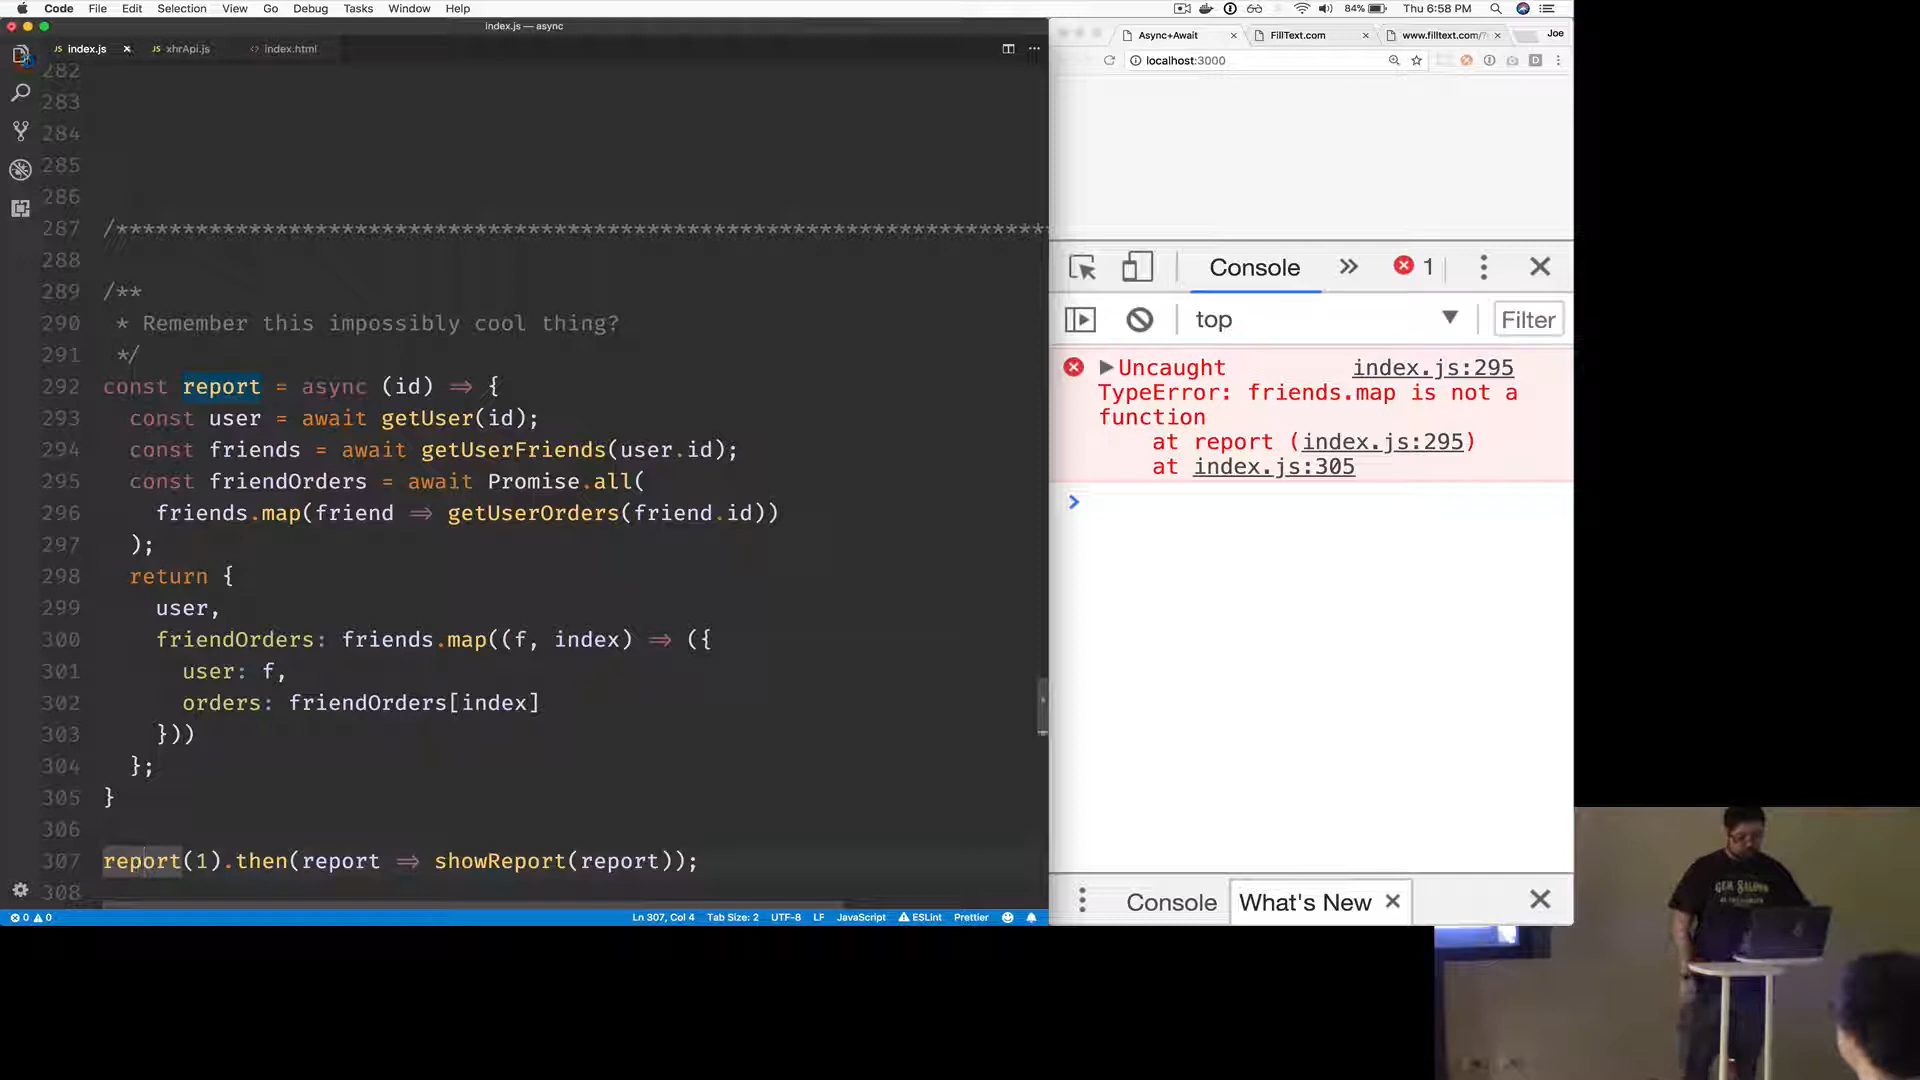 Code File Edit Selection View Go Debug Tasks Window Help 84% Thu 6:58 PM
index.js — async
JS index.js × JS xhrApi.js <> index.html
Async+Await × FillText.com × www.filltext.com/? × Joe
localhost:3000
282
283
284
285
286
287 /***********************************************************************
288
289 /**
290  * Remember this impossibly cool thing?
291  */
292 const report = async (id) => {
293   const user = await getUser(id);
294   const friends = await getUserFriends(user.id);
295   const friendOrders = await Promise.all(
296     friends.map(friend => getUserOrders(friend.id))
297   );
298   return {
299     user,
300     friendOrders: friends.map((f, index) => ({
301       user: f,
302       orders: friendOrders[index]
303     }))
304   };
305 }
306
307 report(1).then(report => showReport(report));
308
0 0 Ln 307, Col 4 Tab Size: 2 UTF-8 LF JavaScript ESLint Prettier
Console » 1
top Filter
Uncaught index.js:295
TypeError: friends.map is not a
function
at report (index.js:295)
at index.js:305
>
Console What's New ×